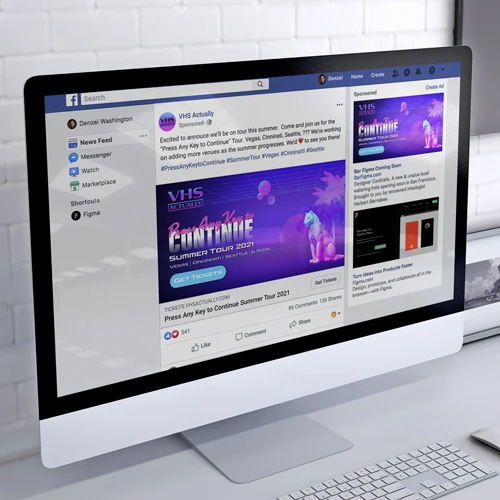 Search
Denzel
Home
Create
Denzel Washington
News Feed
Messenger
Watch
Marketplace
Shortcuts
Figma
VHS Actually
Sponsored
Excited to annouce we'll be on tour this summer. Come and join us for the
"Press Any Key to Continue" Tour. Vegas, Cincinati, Seattle, ??? We're working
on adding more venues as the summer progresses. We'd ❤ to see you there!
#PressAnyKeytoContinue #SummerTour #Vegas #Cinninatti #Seattle
VHS
ACTUALLY
Press Any Key to
CONTINUE
SUMMER TOUR 2021
VEGAS | CINCINATI | SEATTLE & MORE
GET TICKETS
TICKETS.VHSACTUALLY.COM
Press Any Key to Continue Summer Tour 2021
Get Tickets
541
86 Comments 130 Shares
Like
Comment
Share
Sponsored
Create Ad
VHS
CONTINUE
Bar Figma Coming Soon
BarFigma.com
Designer Cocktails. A new & unique local
watering hole opening soon in San Francisco.
Brought to you by renowned mixologist
Turn Ideas Into Products Faster
Figma.com
Design, prototype, and collaborate all in the
browser—with Figma.